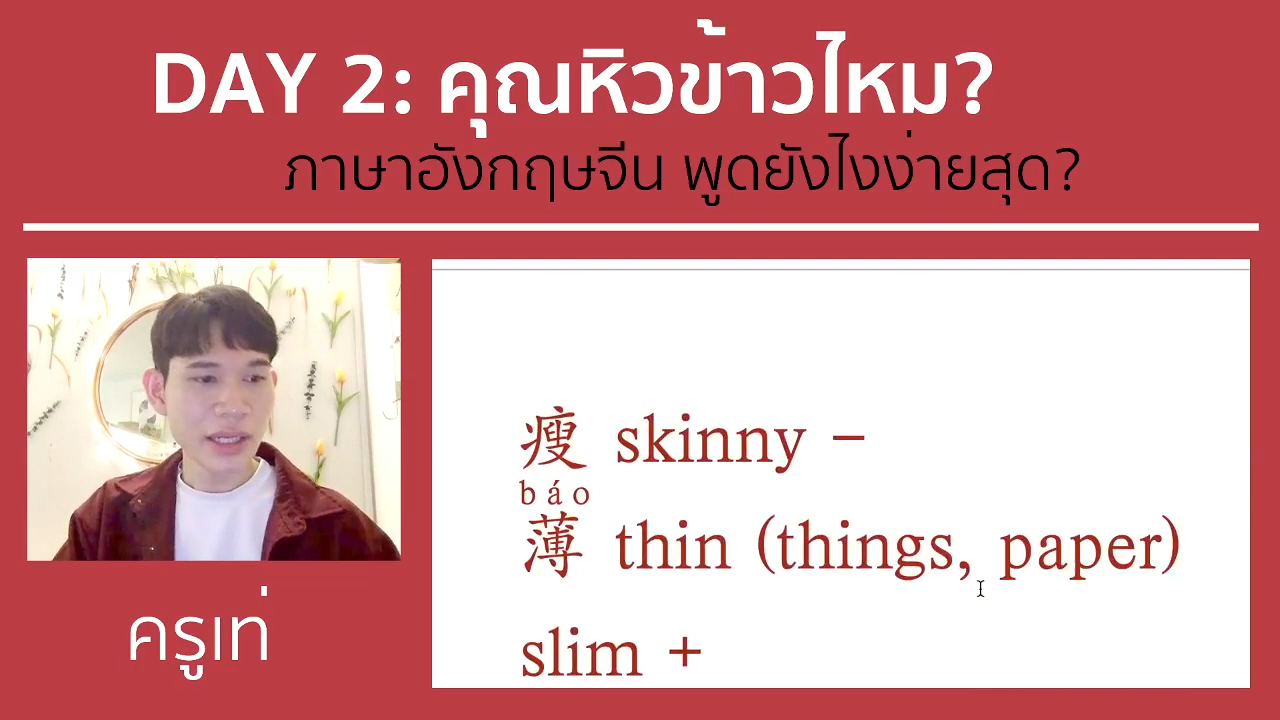 DAY 2: คุณหิวข้าวไหม?
ภาษาอังกฤษจีน พูดยังไงง่ายสุด?
瘦 skinny –
báo
薄 thin (things, paper)
slim +
ครูเท่